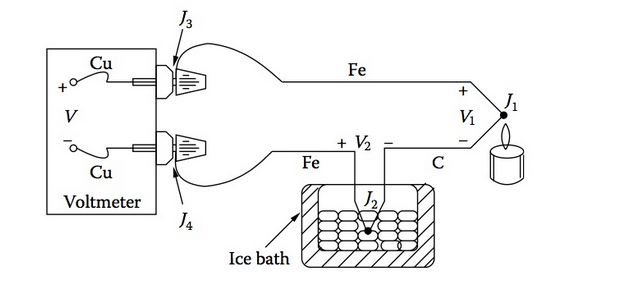 J3
Cu
+
V
−
Cu
Voltmeter
J4
Fe
+
V1
−
J1
+ V2 −
Fe
C
J2
Ice bath